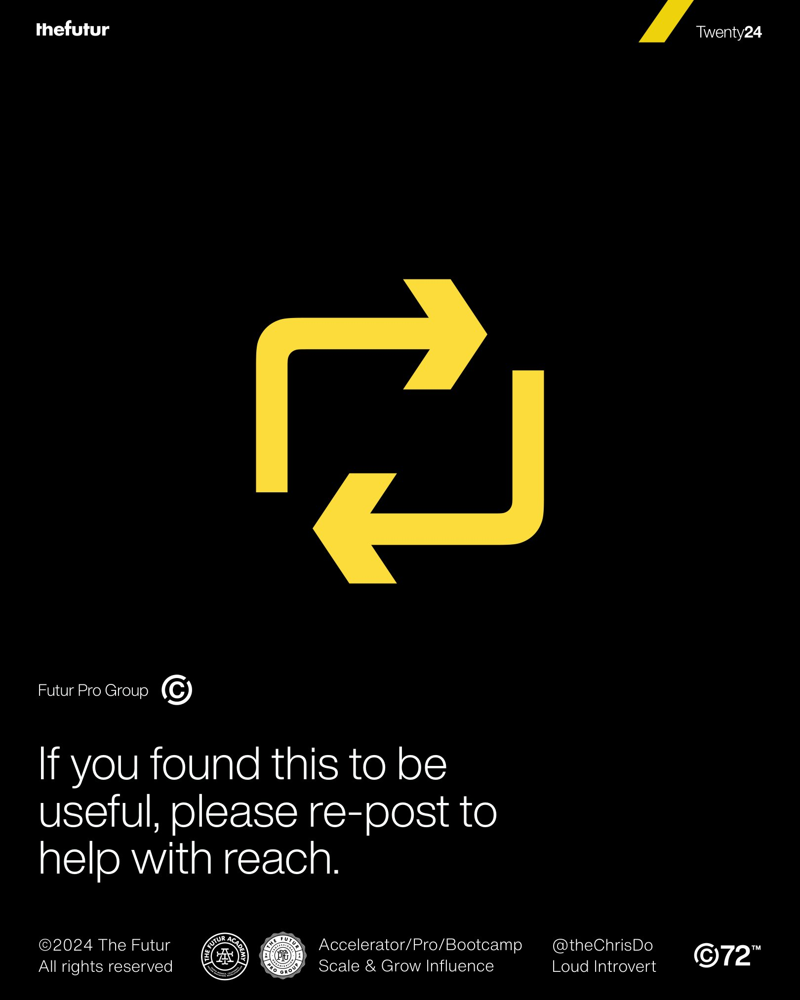 thefutur
Twenty24
Futur Pro Group ©
If you found this to be
useful, please re-post to
help with reach.
©2024 The Futur
All rights reserved
THE FUTUR ACADEMY
THE FUTUR
PROFESSIONAL
ORGANIZATION
PRO GROUP
Accelerator/Pro/Bootcamp
Scale & Grow Influence
@theChrisDo
Loud Introvert
©72™